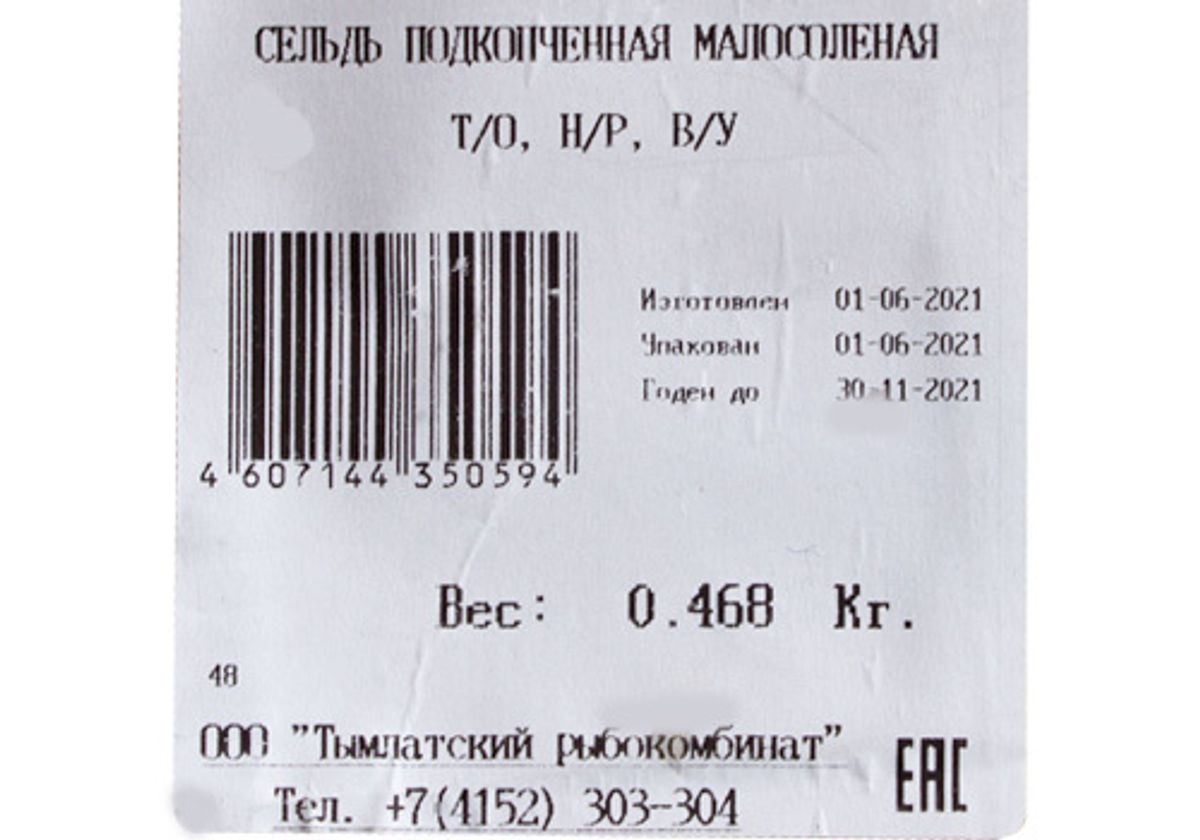 СЕЛЬДЬ ПОДКОПЧЕННАЯ МАЛОСОЛЕНАЯ
Т/О, Н/Р, В/У
Изготовлен 01-06-2021
Упакован 01-06-2021
Годен до 30-11-2021
4 607144 350594
Вес: 0.468 Кг.
48
ООО "Тымлатский рыбокомбинат"
Тел. +7(4152) 303-304
EAC